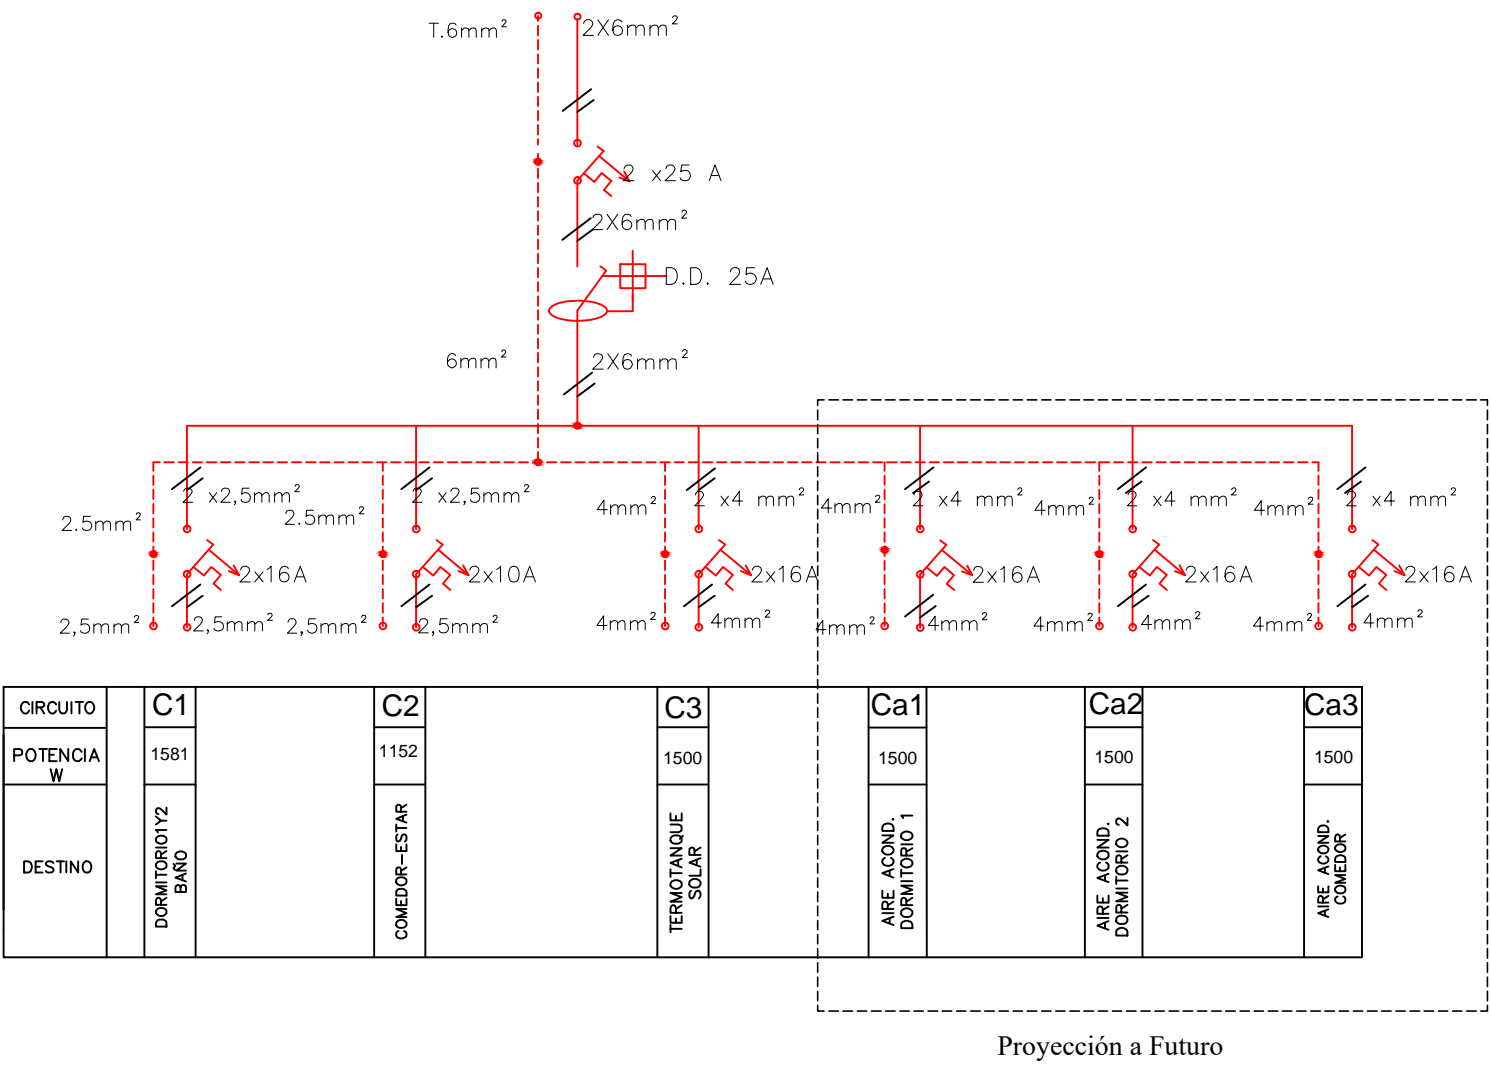 T.6mm²
2X6mm²
2 x25 A
2X6mm²
D.D. 25A
6mm²
2X6mm²
2 x2,5mm²
2 x2,5mm²
2 x4 mm²
2 x4 mm²
2 x4 mm²
2 x4 mm²
2.5mm²
2.5mm²
4mm²
4mm²
4mm²
4mm²
2x16A
2x10A
2x16A
2x16A
2x16A
2x16A
2,5mm²
2,5mm²
2,5mm²
2,5mm²
4mm²
4mm²
4mm²
4mm²
4mm²
4mm²
4mm²
4mm²
CIRCUITO
C1
C2
C3
Ca1
Ca2
Ca3
POTENCIA
W
1581
1152
1500
1500
1500
1500
DESTINO
DORMITORIO1Y2
BAÑO
COMEDOR-ESTAR
TERMOTANQUE
SOLAR
AIRE ACOND.
DORMITORIO 1
AIRE ACOND.
DORMITORIO 2
AIRE ACOND.
COMEDOR
Proyección a Futuro